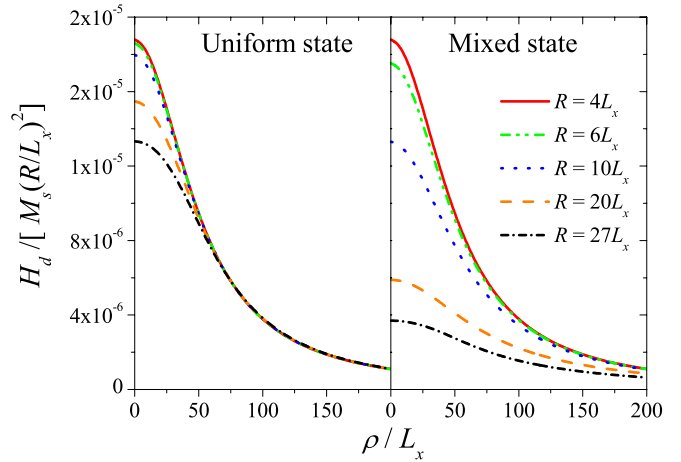 Uniform state
Mixed state
H_d / [ M_s (R/L_x)^2 ]
2x10^-5
2x10^-5
1x10^-5
8x10^-6
4x10^-6
0
R = 4L_x
R = 6L_x
R = 10L_x
R = 20L_x
R = 27L_x
0 50 100 150 0 50 100 150 200
ρ / L_x